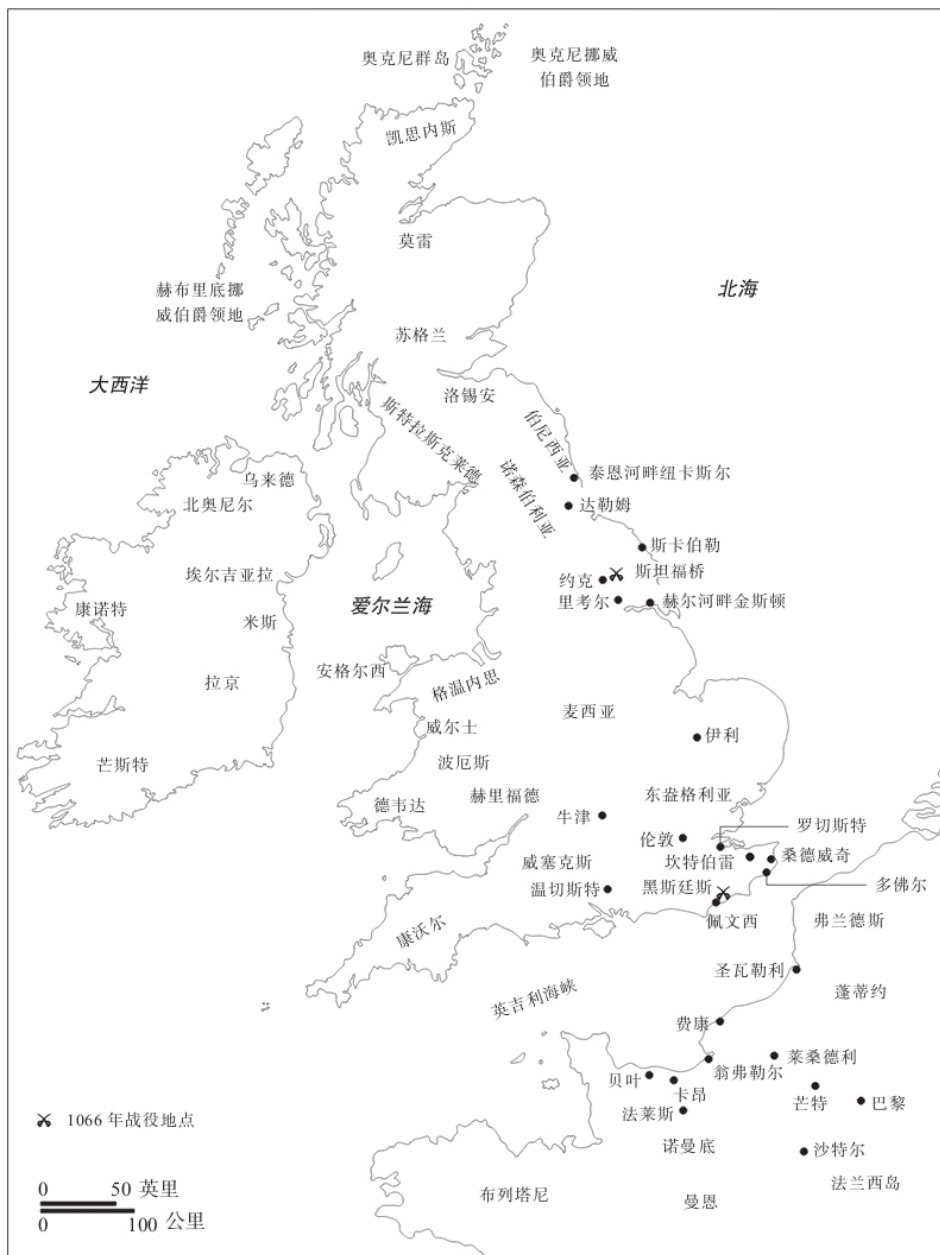 奥克尼群岛
奥克尼挪威
伯爵领地
凯思内斯
莫雷
北海
赫布里底挪
威伯爵领地
苏格兰
大西洋
洛锡安
斯特拉斯克莱德
伯尼西亚
诺森伯利亚
乌来德
泰恩河畔纽卡斯尔
北奥尼尔
达勒姆
斯卡伯勒
埃尔吉亚拉
约克
斯坦福桥
康诺特
爱尔兰海
里考尔
赫尔河畔金斯顿
米斯
拉京
安格尔西
格温内思
麦西亚
威尔士
伊利
芒斯特
波厄斯
德韦达
赫里福德
东盎格利亚
牛津
罗切斯特
伦敦
威塞克斯
坎特伯雷
桑德威奇
温切斯特
黑斯廷斯
多佛尔
佩文西
弗兰德斯
康沃尔
圣瓦勒利
英吉利海峡
蓬蒂约
费康
翁弗勒尔
莱桑德利
贝叶
卡昂
芒特
巴黎
法莱斯
1066年战役地点
诺曼底
沙特尔
法兰西岛
布列塔尼
曼恩
0 50 英里
0 100 公里